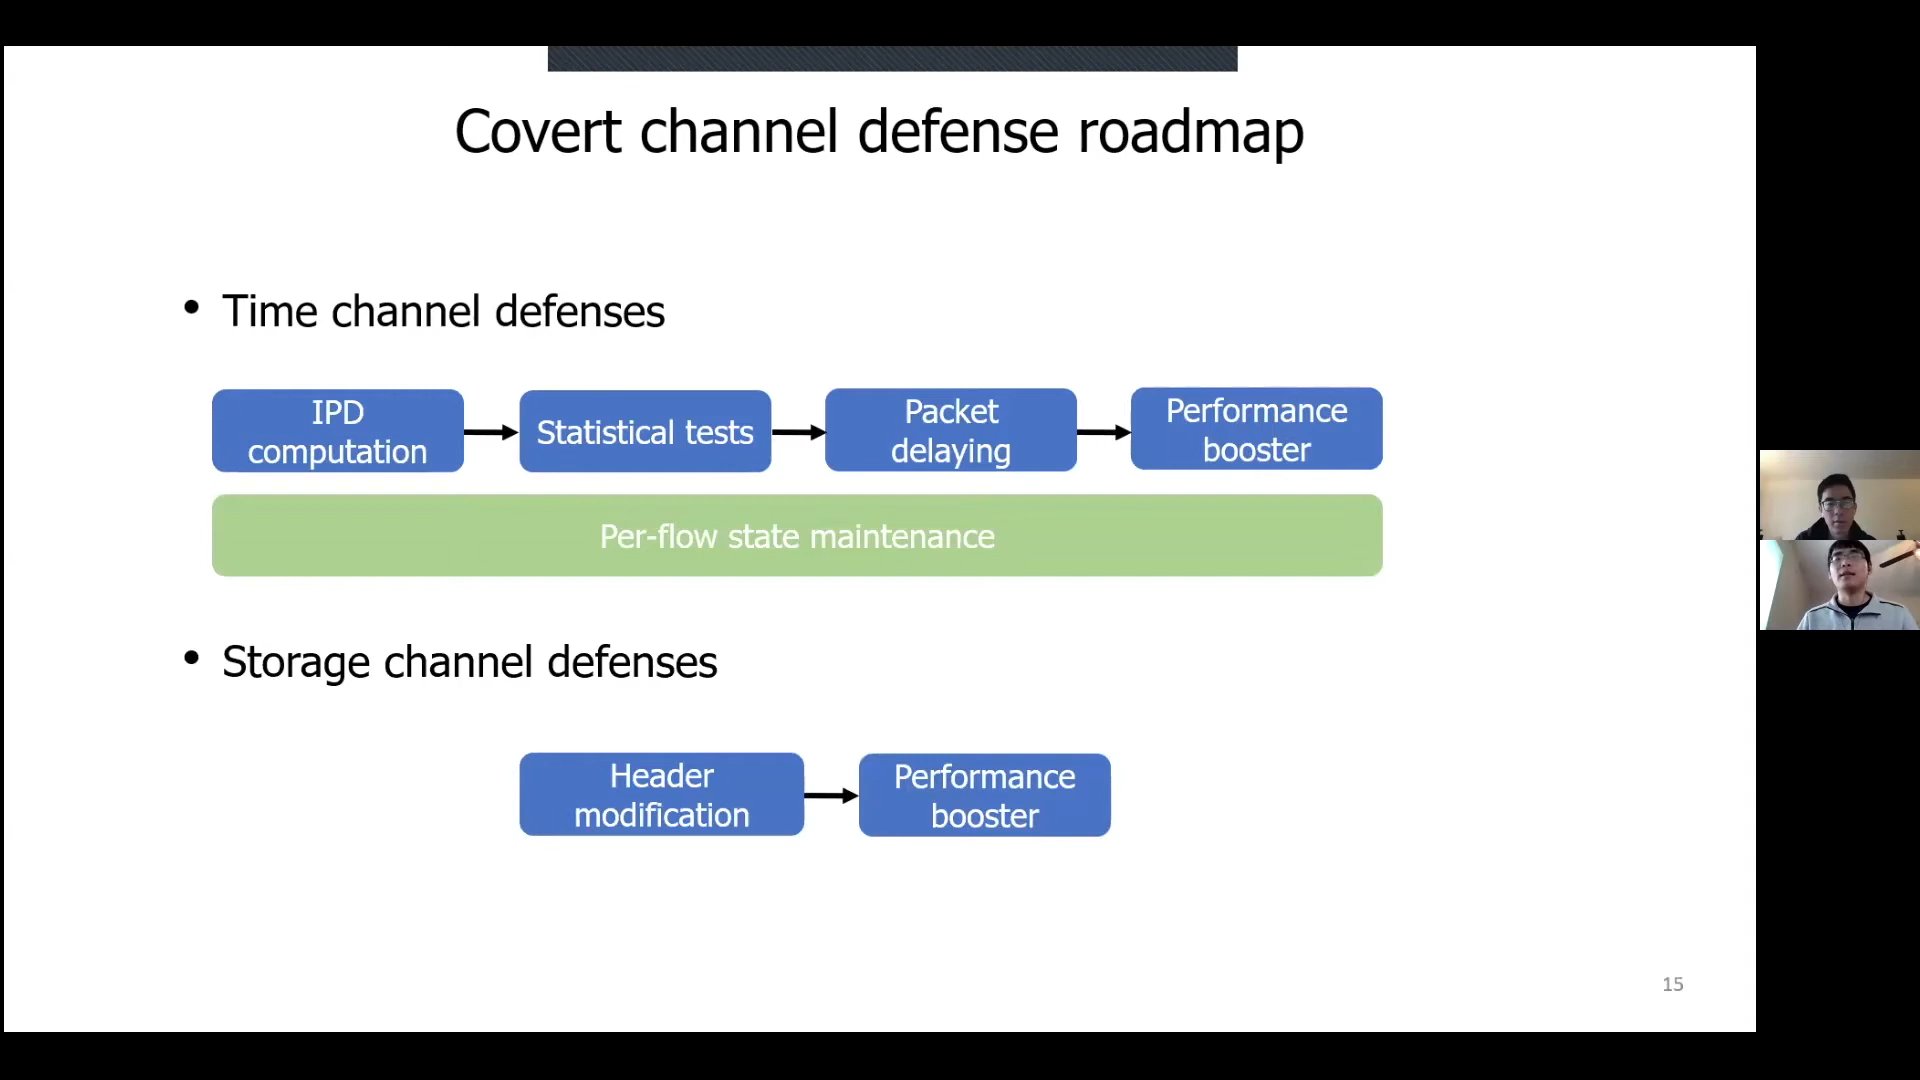 Covert channel defense roadmap
• Time channel defenses
IPD
computation
Statistical tests
Packet
delaying
Performance
booster
Per-flow state maintenance
• Storage channel defenses
Header
modification
Performance
booster
15